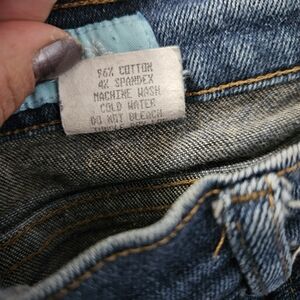 96% COTTON
4% SPANDEX
MACHINE WASH
COLD WATER
DO NOT BLEACH